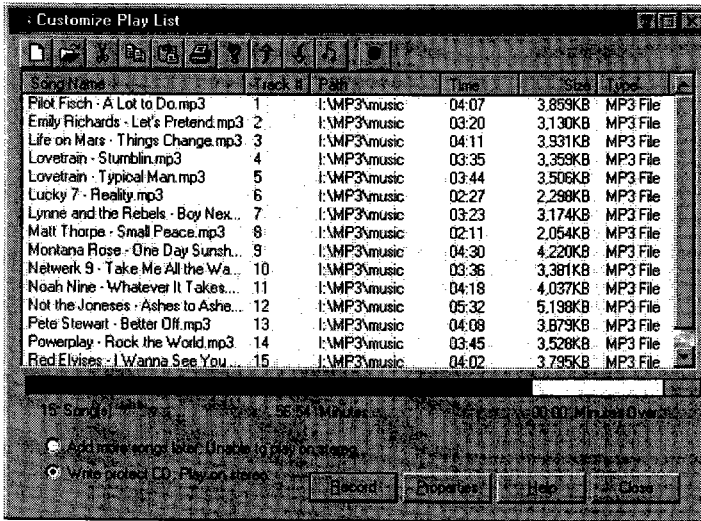 Customize Play List
Song Name Track # Path Time Size Type
Pilot Fisch - A Lot to Do.mp3 1 I:\MP3\music 04:07 3,859KB MP3 File
Emily Richards - Let's Pretend.mp3 2 I:\MP3\music 03:20 3,130KB MP3 File
Life on Mars - Things Change.mp3 3 I:\MP3\music 04:11 3,931KB MP3 File
Lovetrain - Stumblin.mp3 4 I:\MP3\music 03:35 3,359KB MP3 File
Lovetrain - Typical Man.mp3 5 I:\MP3\music 03:44 3,506KB MP3 File
Lucky 7 - Reality.mp3 6 I:\MP3\music 02:27 2,298KB MP3 File
Lynne and the Rebels - Boy Nex... 7 I:\MP3\music 03:23 3,174KB MP3 File
Matt Thorpe - Small Peace.mp3 8 I:\MP3\music 02:11 2,054KB MP3 File
Montana Rose - One Day Sunsh... 9 I:\MP3\music 04:30 4,220KB MP3 File
Netwerk 9 - Take Me All the Wa... 10 I:\MP3\music 03:36 3,381KB MP3 File
Noah Nine - Whatever It Takes.... 11 I:\MP3\music 04:18 4,037KB MP3 File
Not the Joneses - Ashes to Ashe... 12 I:\MP3\music 05:32 5,198KB MP3 File
Pete Stewart - Better Off.mp3 13 I:\MP3\music 04:08 3,879KB MP3 File
Powerplay - Rock the World.mp3 14 I:\MP3\music 03:45 3,528KB MP3 File
Red Elvises - I Wanna See You ... 15 I:\MP3\music 04:02 3,795KB MP3 File
15 Song(s) 56:54 Minutes 00:00 Minutes Over
Add more songs later. Unable to play on stereo.
Write protect CD. Play on stereo.
Record Properties Help Close